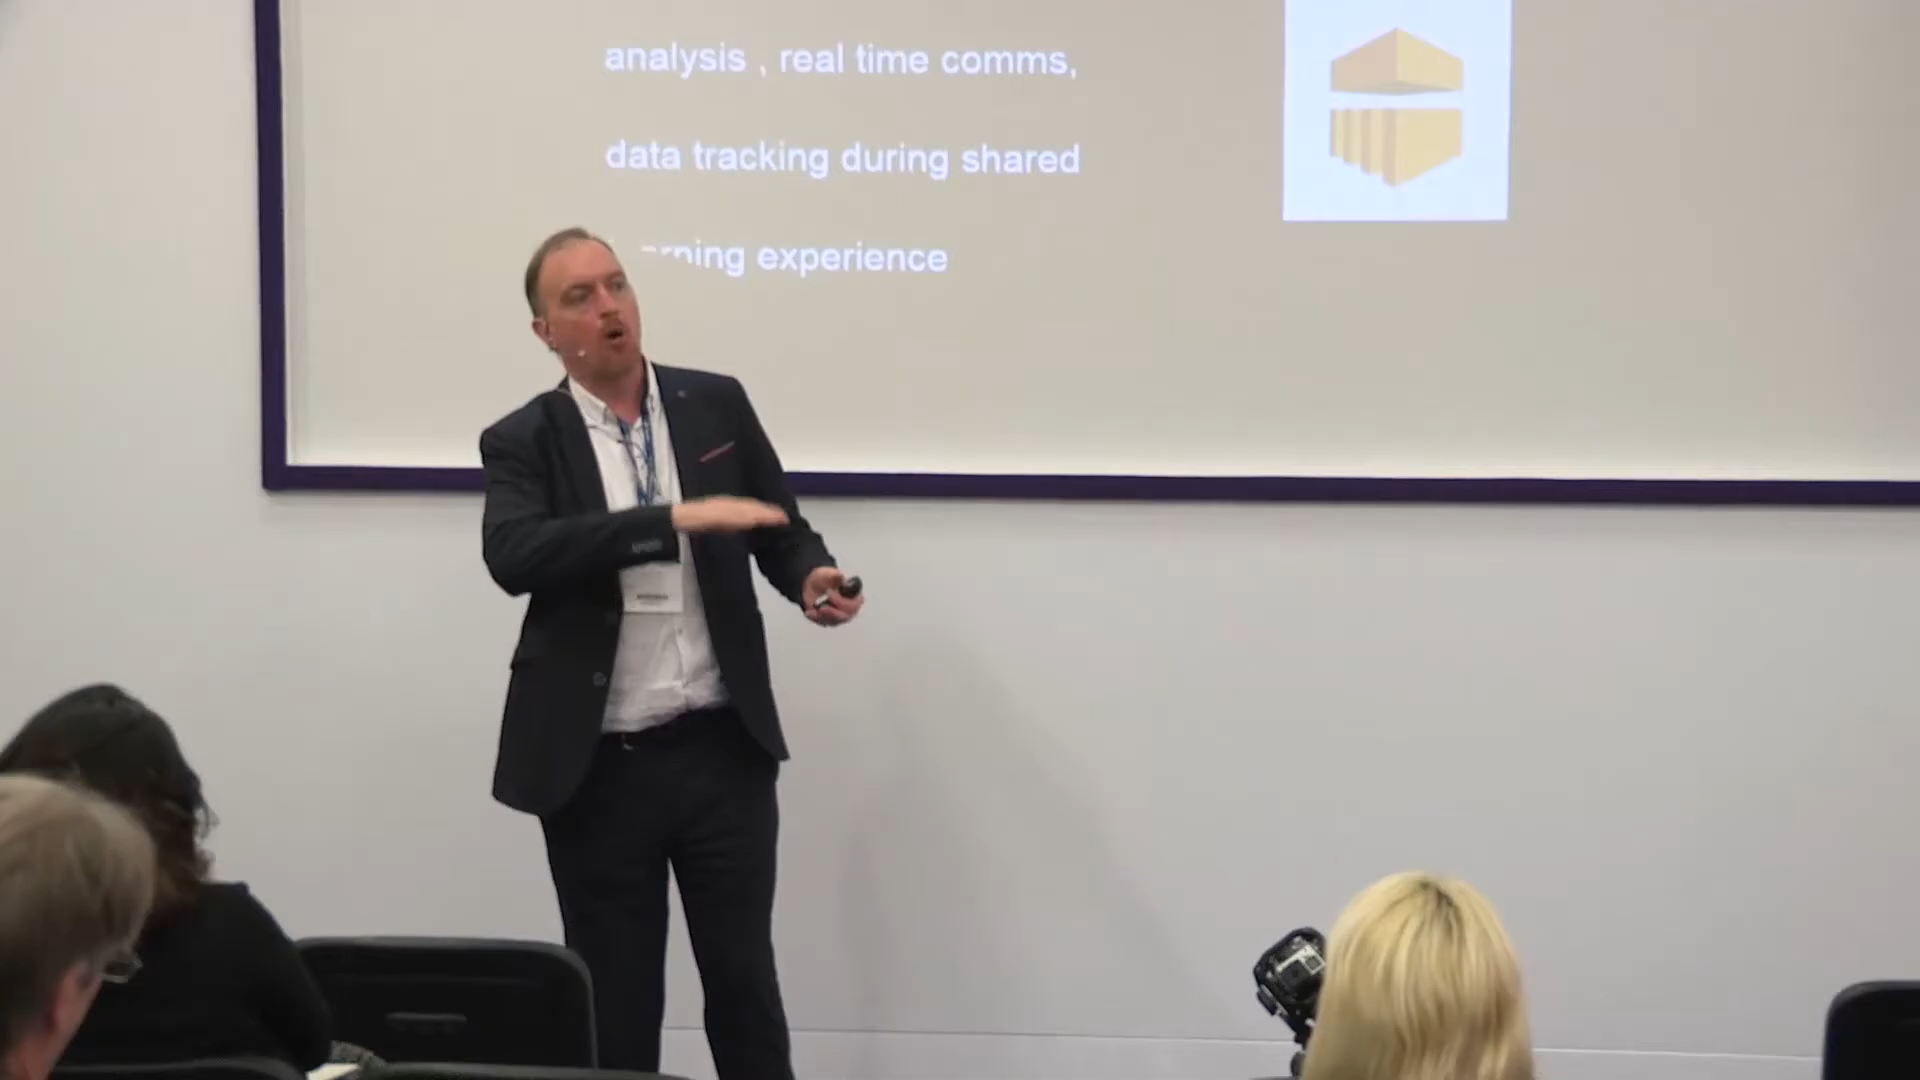 analysis , real time comms,
data tracking during shared
experience